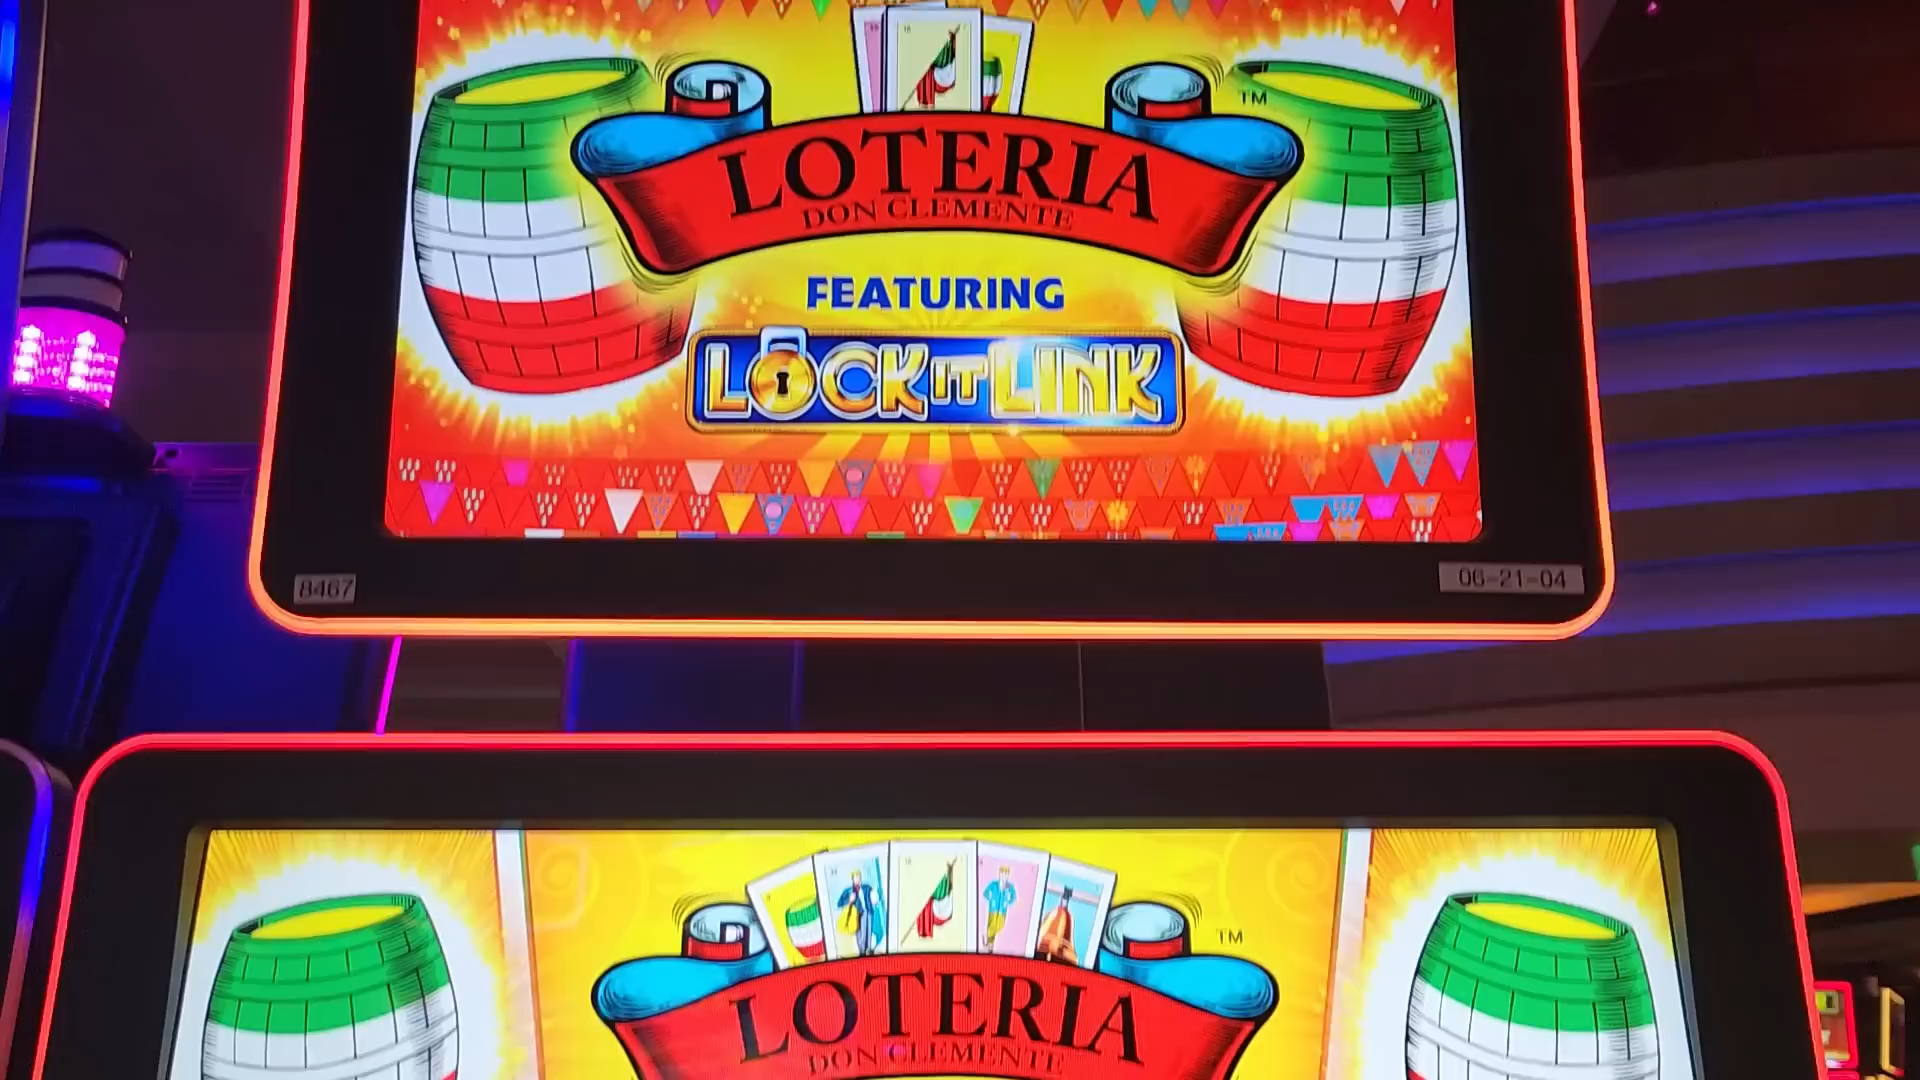 LOTERIA
TM
DON CLEMENTE
FEATURING
LOCK IT LINK
8467
06-21-04
TM
LOTERIA
DON CLEMENTE